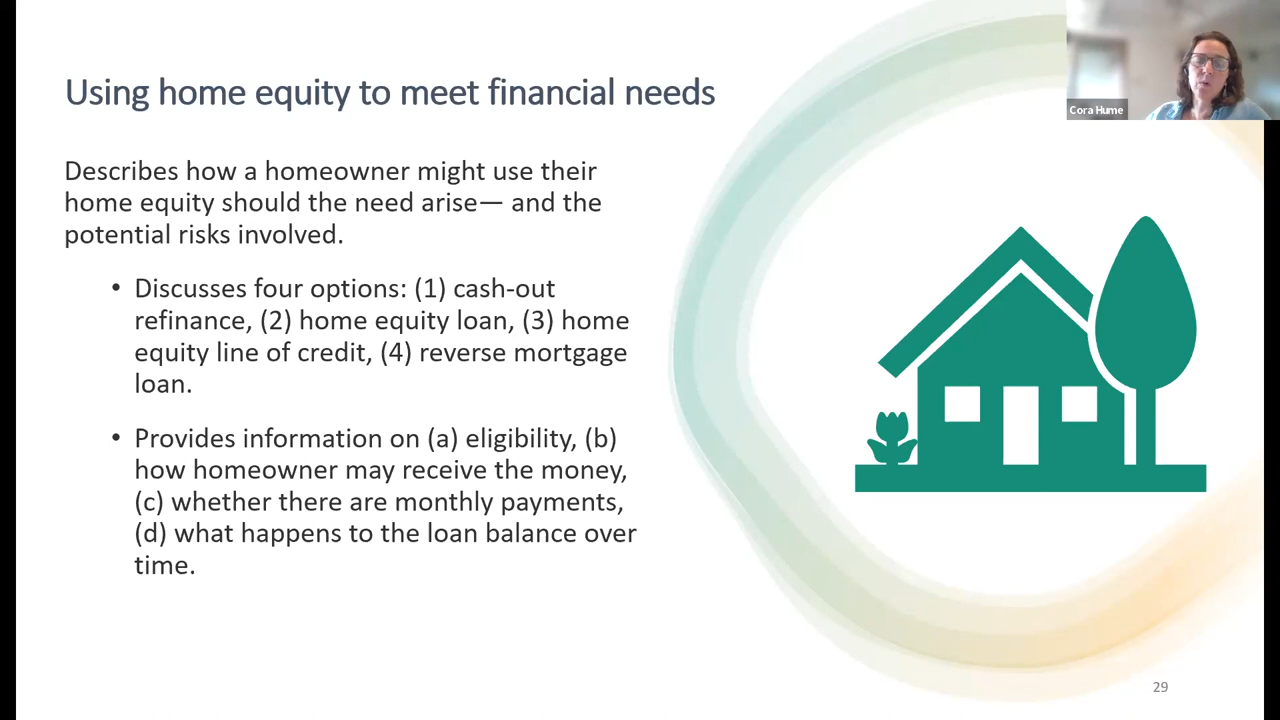 Using home equity to meet financial needs
Cora Hume
Describes how a homeowner might use their
home equity should the need arise— and the
potential risks involved.
• Discusses four options: (1) cash-out
refinance, (2) home equity loan, (3) home
equity line of credit, (4) reverse mortgage
loan.
• Provides information on (a) eligibility, (b)
how homeowner may receive the money,
(c) whether there are monthly payments,
(d) what happens to the loan balance over
time.
29